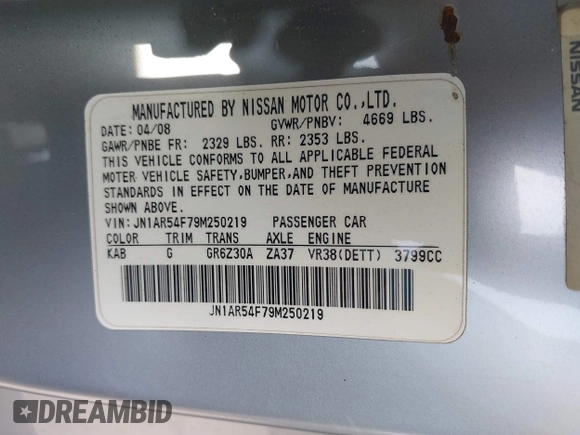 MANUFACTURED BY NISSAN MOTOR CO.,LTD.
DATE: 04/08 GVWR/PNBV: 4669 LBS.
GAWR/PNBE FR: 2329 LBS. RR: 2353 LBS.
THIS VEHICLE CONFORMS TO ALL APPLICABLE FEDERAL
MOTOR VEHICLE SAFETY,BUMPER,AND THEFT PREVENTION
STANDARDS IN EFFECT ON THE DATE OF MANUFACTURE
SHOWN ABOVE.
VIN:JN1AR54F79M250219 PASSENGER CAR
COLOR TRIM TRANS AXLE ENGINE
KAB G GR6Z30A ZA37 VR38(DETT) 3799CC
JN1AR54F79M250219
NISSAN
DREAMBID